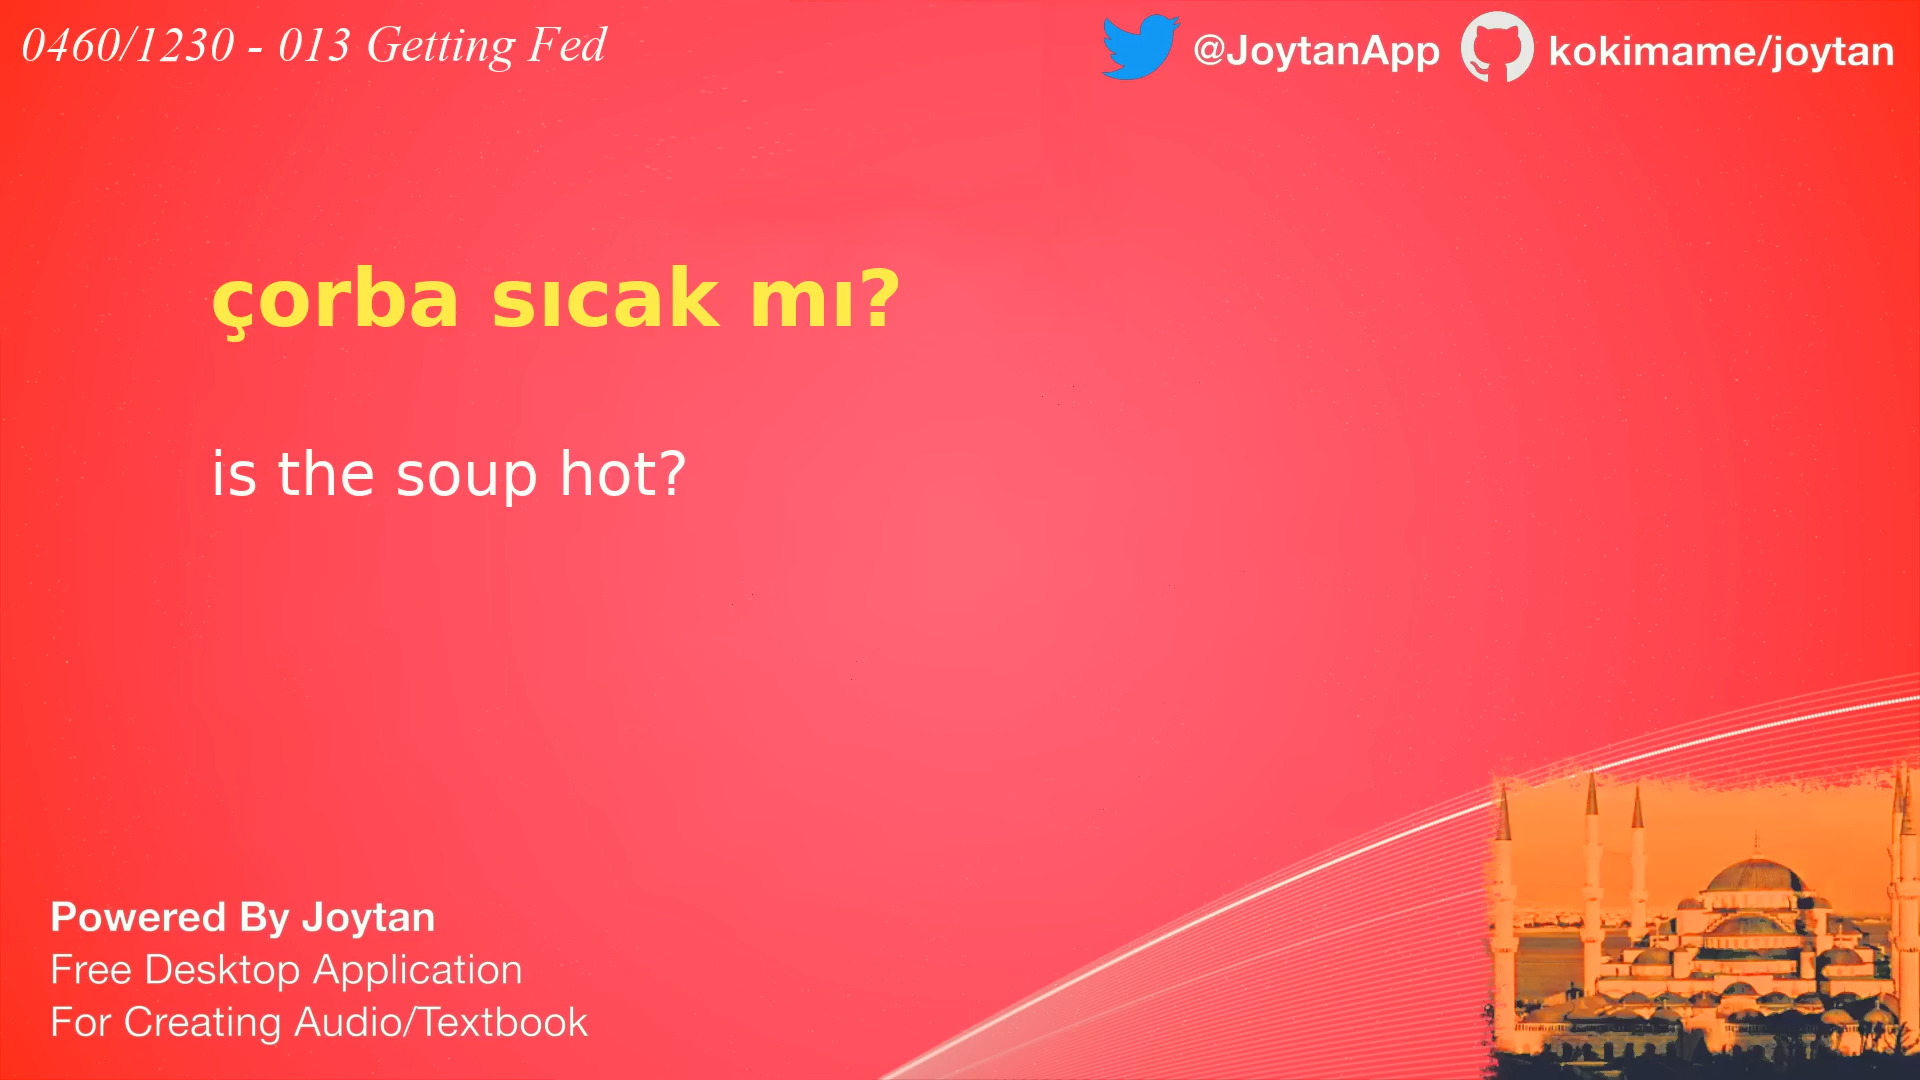 0460/1230 - 013 Getting Fed
@JoytanApp kokimame/joytan
çorba sıcak mı?
is the soup hot?
Powered By Joytan
Free Desktop Application
For Creating Audio/Textbook